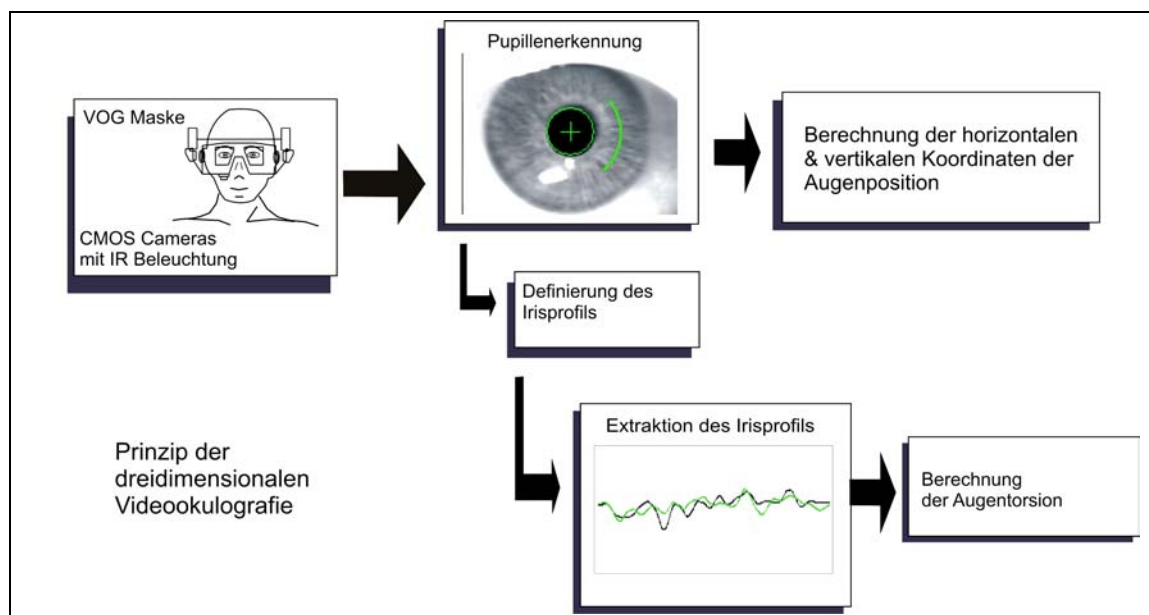 VOG Maske
CMOS Cameras
mit IR Beleuchtung
Pupillenerkennung
Berechnung der horizontalen
& vertikalen Koordinaten der
Augenposition
Definierung des
Irisprofils
Extraktion des Irisprofils
Berechnung
der Augentorsion
Prinzip der
dreidimensionalen
Videookulografie